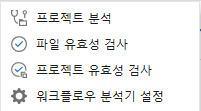 프로젝트 분석
파일 유효성 검사
프로젝트 유효성 검사
워크플로우 분석기 설정